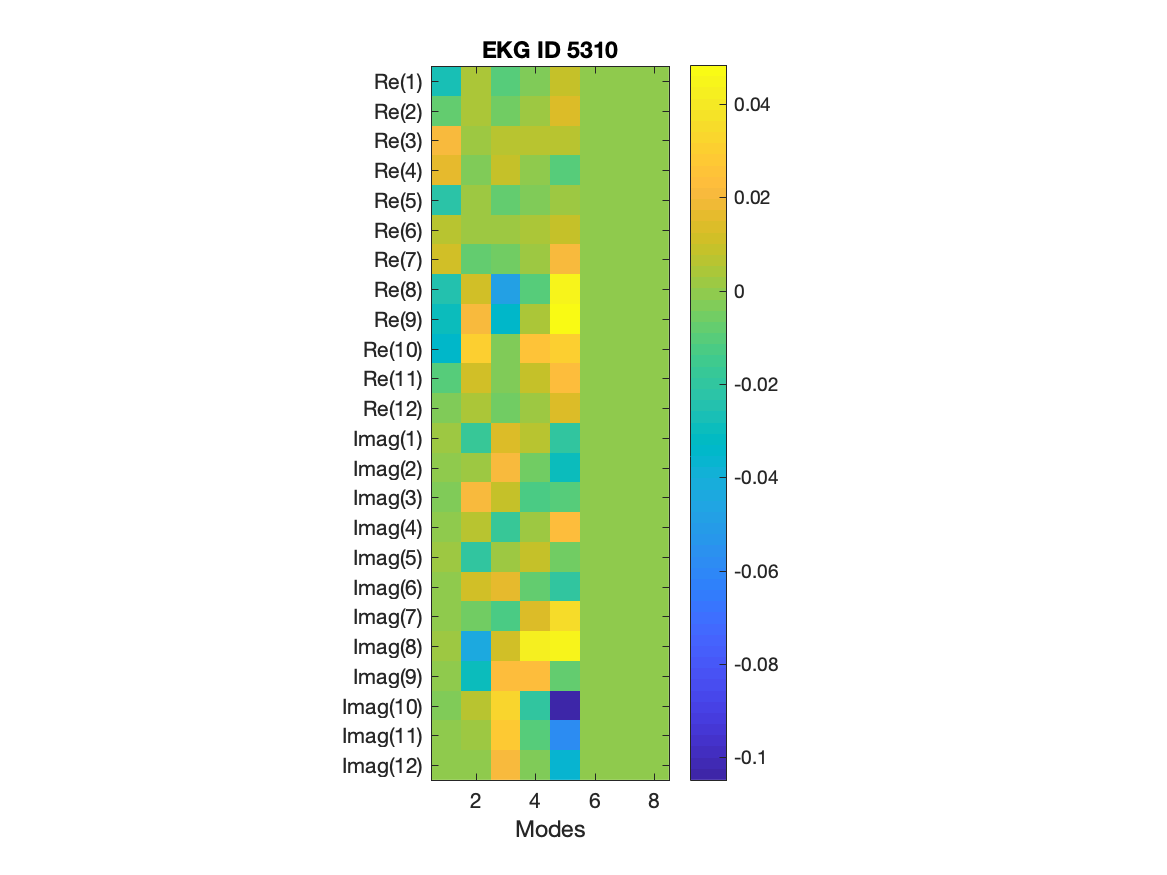 EKG ID 5310
Re(1)
Re(2)
Re(3)
Re(4)
Re(5)
Re(6)
Re(7)
Re(8)
Re(9)
Re(10)
Re(11)
Re(12)
Imag(1)
Imag(2)
Imag(3)
Imag(4)
Imag(5)
Imag(6)
Imag(7)
Imag(8)
Imag(9)
Imag(10)
Imag(11)
Imag(12)
2 4 6 8
Modes
0.04
0.02
0
-0.02
-0.04
-0.06
-0.08
-0.1